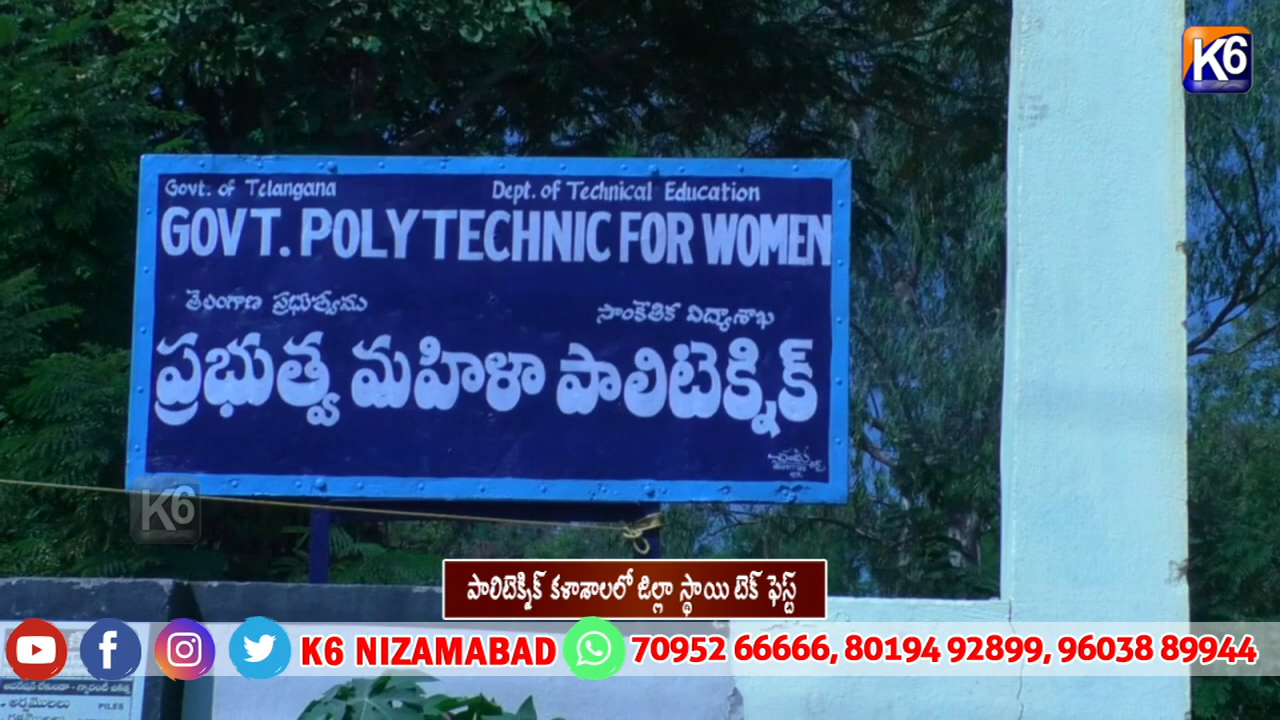 K6
Govt. of Telangana Dept. of Technical Education
GOVT. POLYTECHNIC FOR WOMEN
తెలంగాణ ప్రభుత్వము సాంకేతిక విద్యాశాఖ
ప్రభుత్వ మహిళా పాలిటెక్నిక్
K6
పాలిటెక్నిక్ కళాశాలలో జిల్లా స్థాయి టెక్ ఫెస్ట్
K6 NIZAMABAD 70952 66666, 80194 92899, 96038 89944
PILES